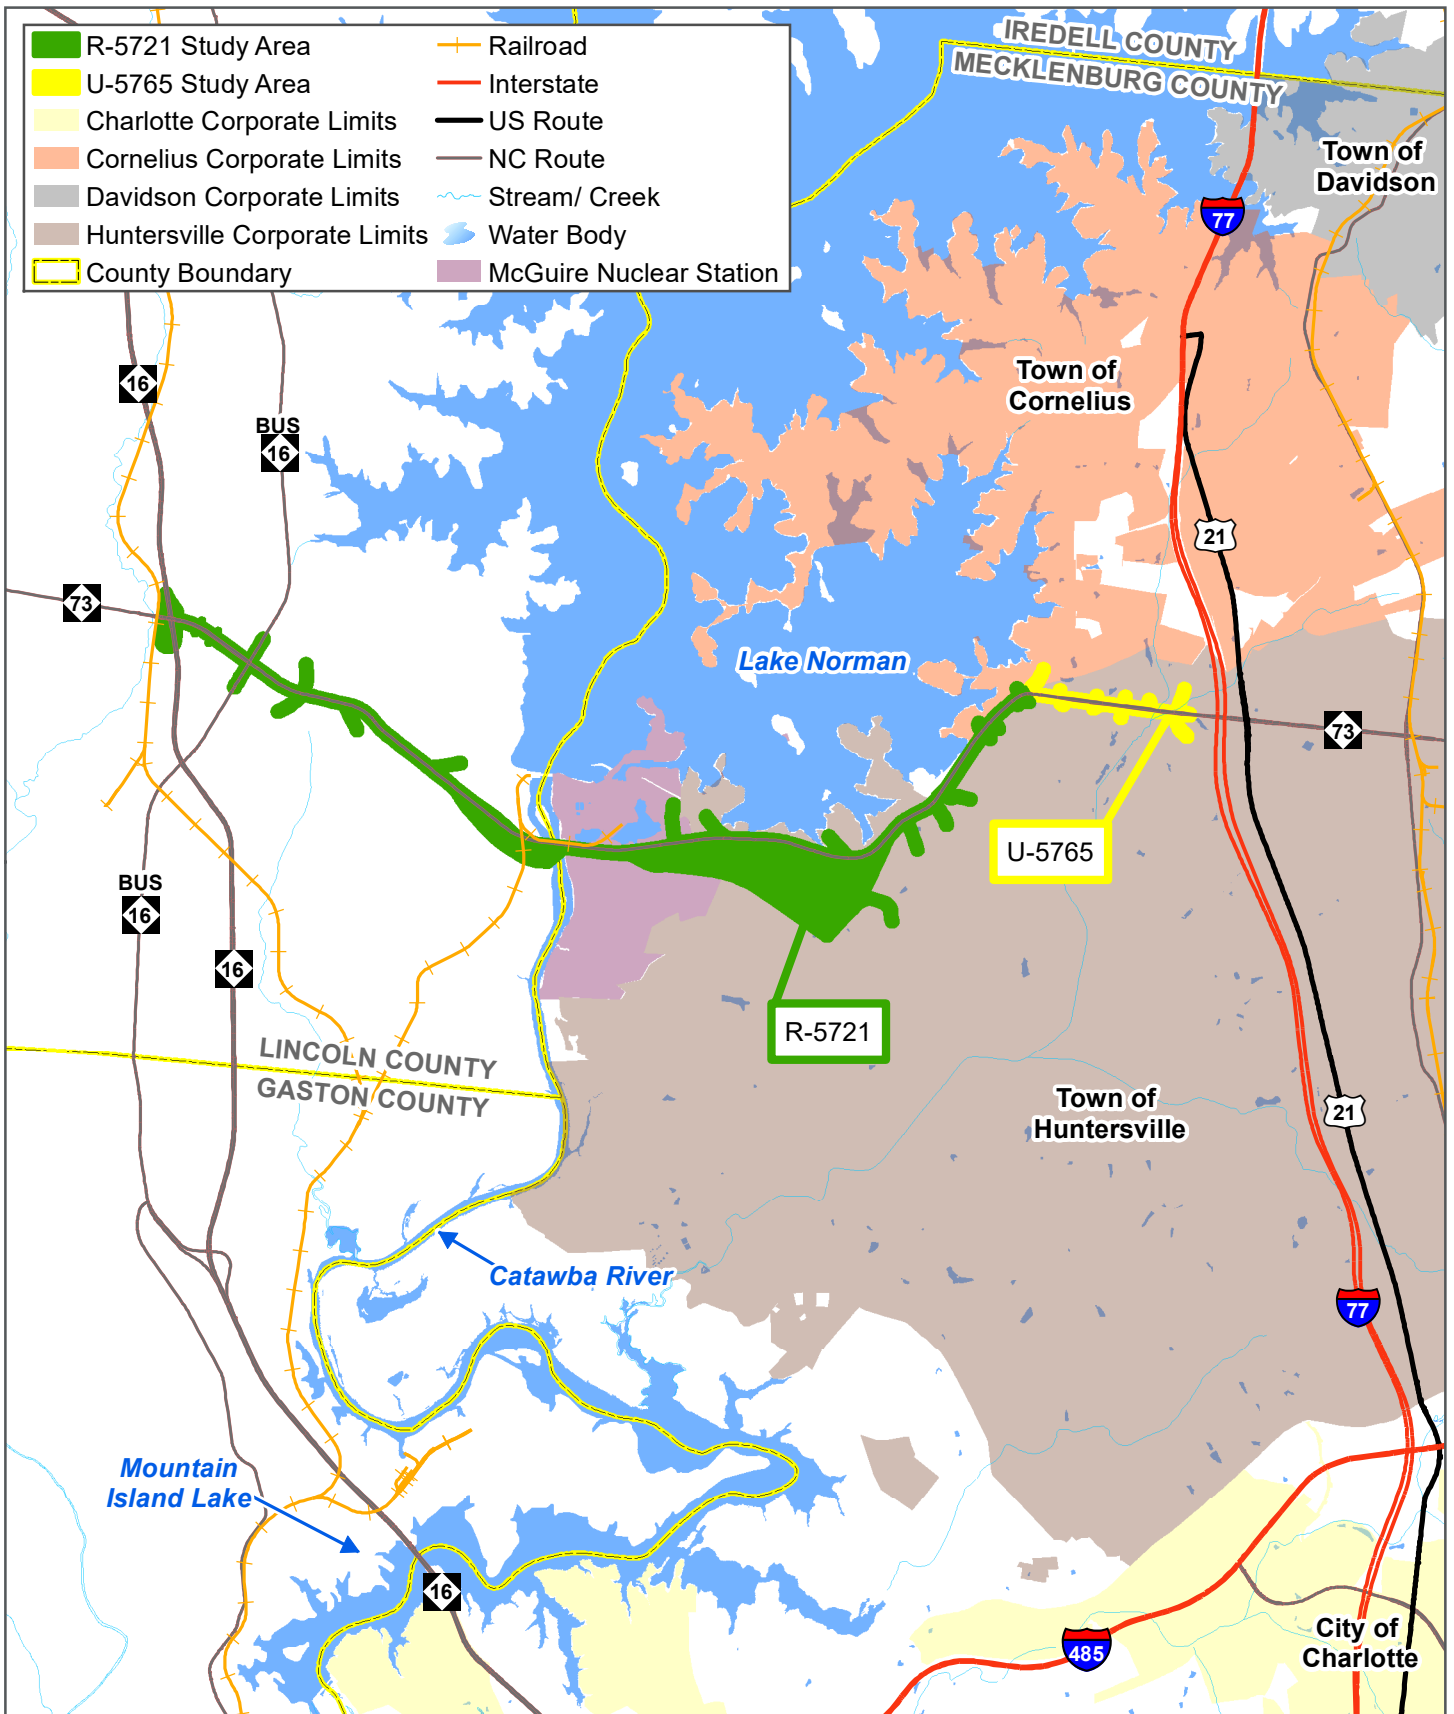 R-5721 Study Area
U-5765 Study Area
Charlotte Corporate Limits
Cornelius Corporate Limits
Davidson Corporate Limits
Huntersville Corporate Limits
County Boundary
Railroad
Interstate
US Route
NC Route
Stream/ Creek
Water Body
McGuire Nuclear Station
IREDELL COUNTY
MECKLENBURG COUNTY
Town of
Davidson
77
16
Town of
Cornelius
BUS
16
21
73
Lake Norman
73
U-5765
BUS
16
16
R-5721
LINCOLN COUNTY
GASTON COUNTY
Town of
Huntersville
21
Catawba River
77
Mountain
Island Lake
16
City of
Charlotte
485